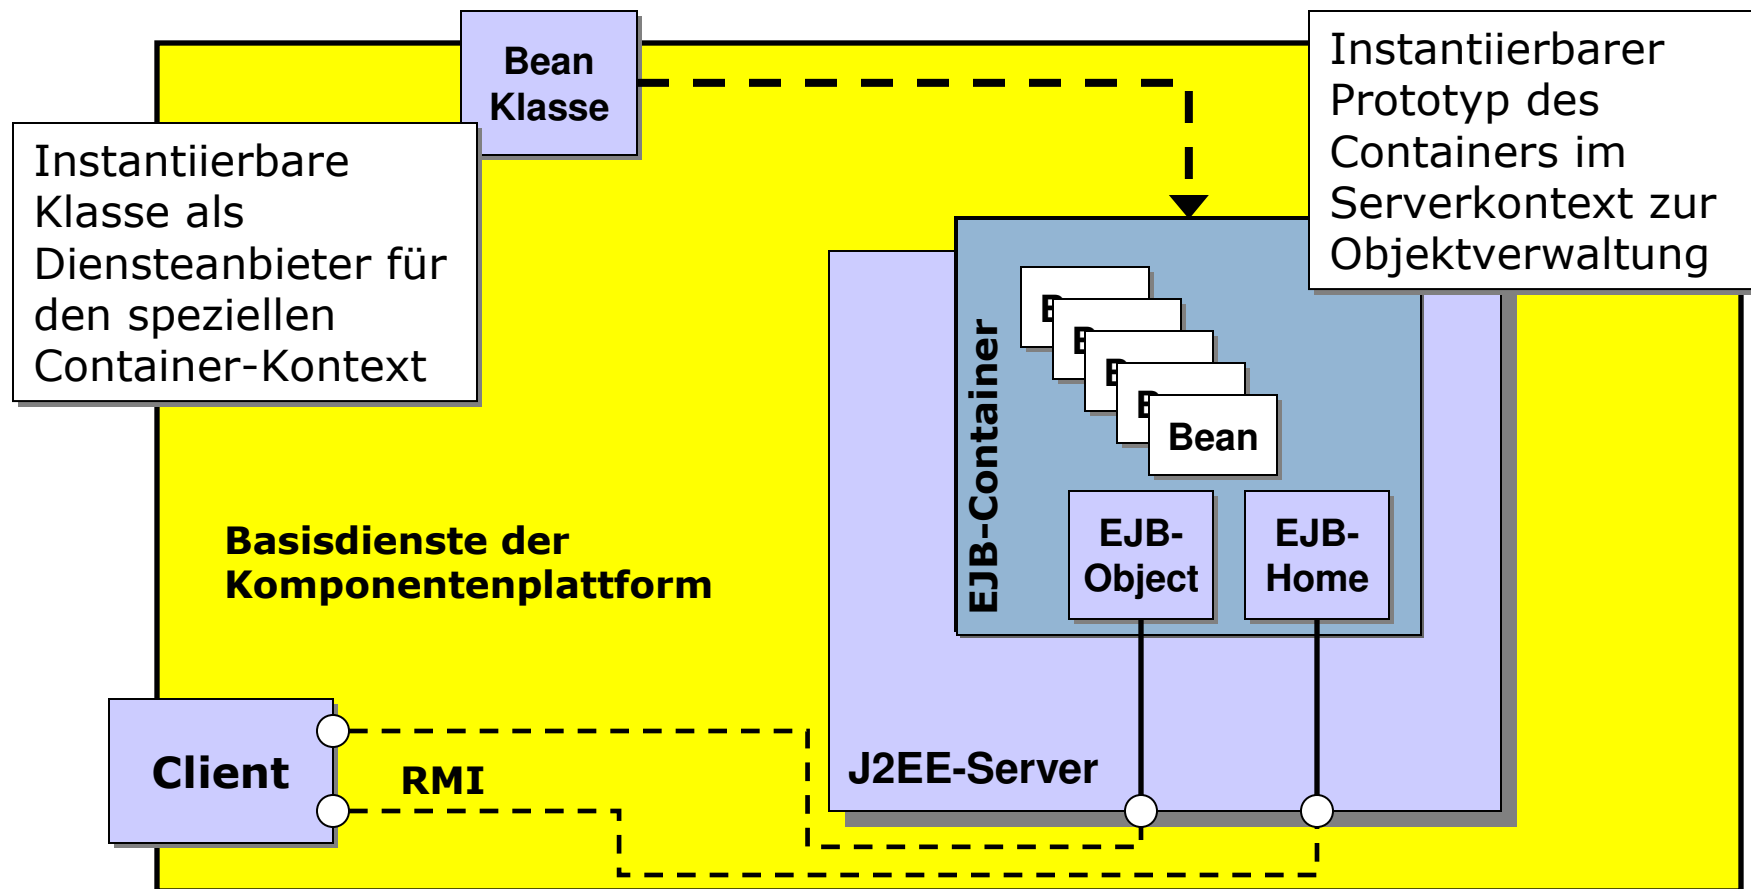 Bean
Klasse
Instantiierbarer
Prototyp des
Containers im
Serverkontext zur
Objektverwaltung
Instantiierbare
Klasse als
Diensteanbieter für
den speziellen
Container-Kontext
EJB-Container
B
B
B
B
Bean
EJB-
Object
EJB-
Home
Basisdienste der
Komponentenplattform
J2EE-Server
Client
RMI